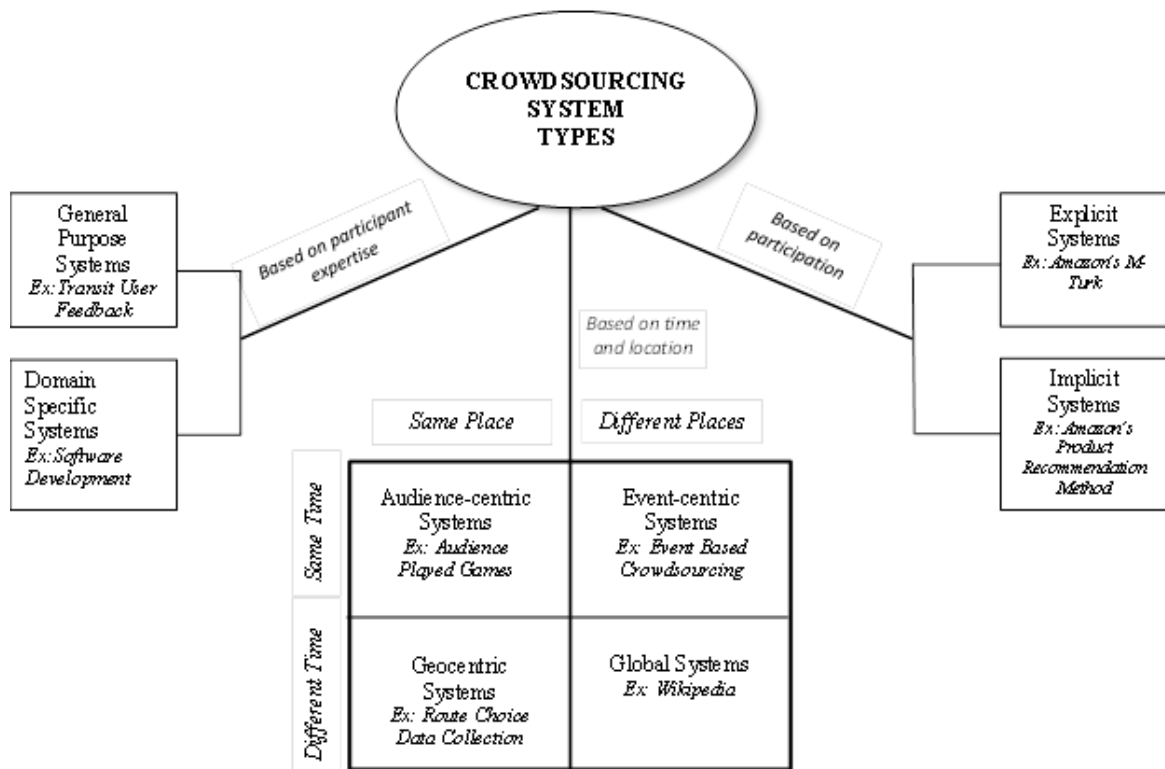 CROWDSOURCING
SYSTEM
TYPES
General
Purpose
Systems
Ex: Transit User
Feedback
Based on participant
expertise
Based on
participation
Explicit
Systems
Ex: Amazon's M-
Turk
Based on time
and location
Domain
Specific
Systems
Ex: Software
Development
Implicit
Systems
Ex: Amazon's
Product
Recommendation
Method
Same Place
Different Places
Same Time
Audience-centric
Systems
Ex: Audience
Played Games
Event-centric
Systems
Ex: Event Based
Crowdsourcing
Different Time
Geocentric
Systems
Ex: Route Choice
Data Collection
Global Systems
Ex: Wikipedia